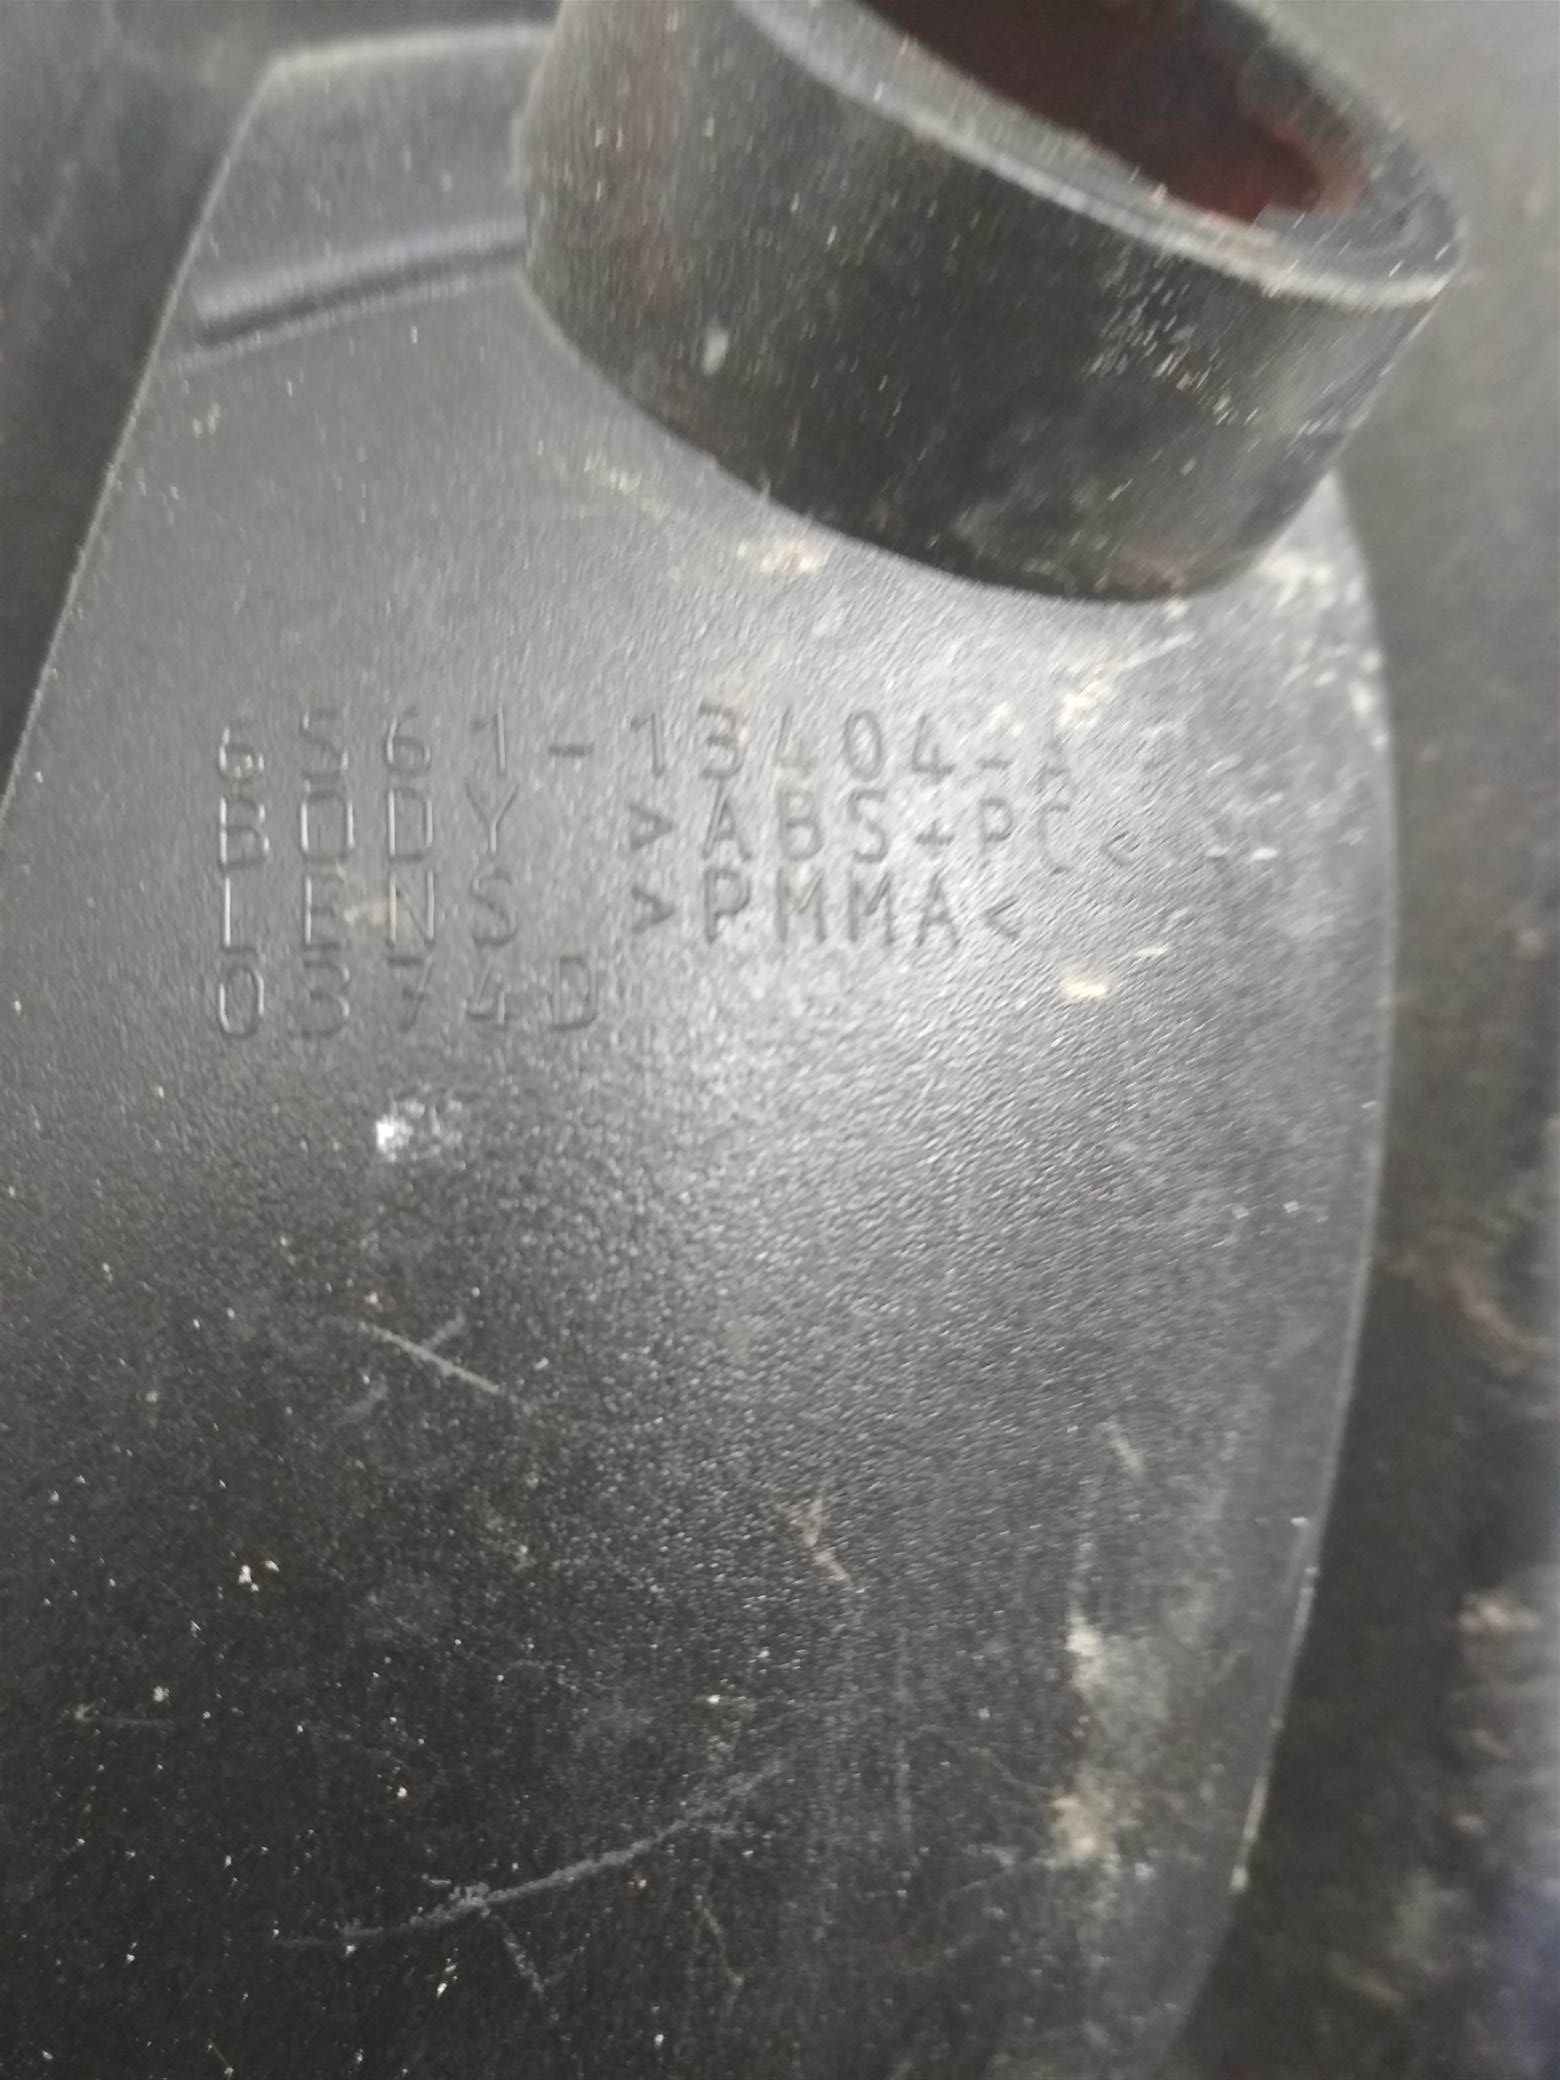 6S61-13404-A
BODY >ABS+PC<
LENS >PMMA<
0374D